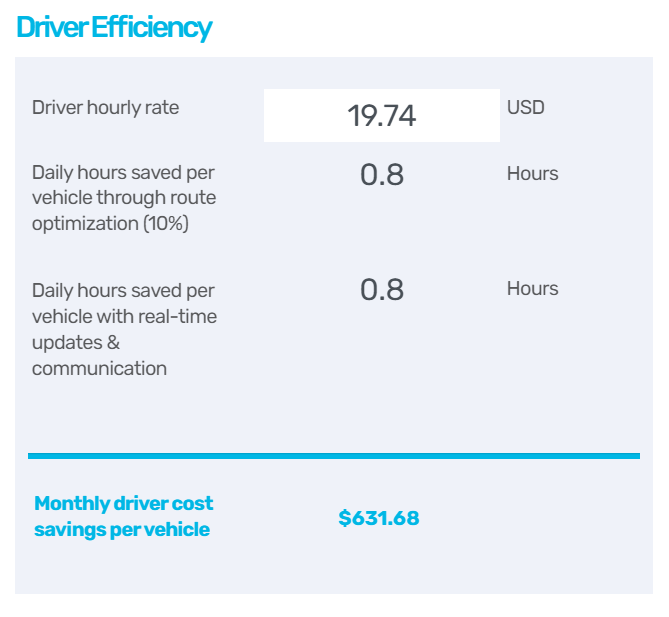 Driver Efficiency
Driver hourly rate 19.74 USD
Daily hours saved per 0.8 Hours
vehicle through route
optimization (10%)
Daily hours saved per 0.8 Hours
vehicle with real-time
updates &
communication
Monthly driver cost
savings per vehicle
$631.68